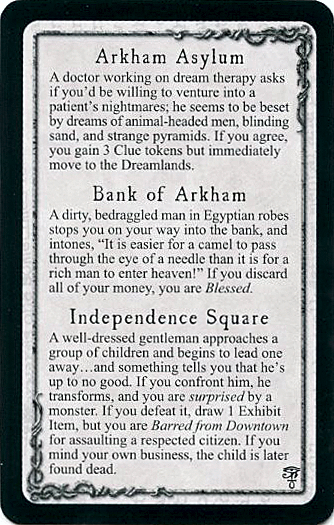 Arkham Asylum
A doctor working on dream therapy asks
if you'd be willing to venture into a
patient's nightmares; he seems to be beset
by dreams of animal-headed men, blinding
sand, and strange pyramids. If you agree,
you gain 3 Clue tokens but immediately
move to the Dreamlands.
Bank of Arkham
A dirty, bedraggled man in Egyptian robes
stops you on your way into the bank, and
intones, “It is easier for a camel to pass
through the eye of a needle than it is for a
rich man to enter heaven!” If you discard
all of your money, you are Blessed.
Independence Square
A well-dressed gentleman approaches a
group of children and begins to lead one
away…and something tells you that he's
up to no good. If you confront him, he
transforms, and you are surprised by a
monster. If you defeat it, draw 1 Exhibit
Item, but you are Barred from Downtown
for assaulting a respected citizen. If you
mind your own business, the child is later
found dead.